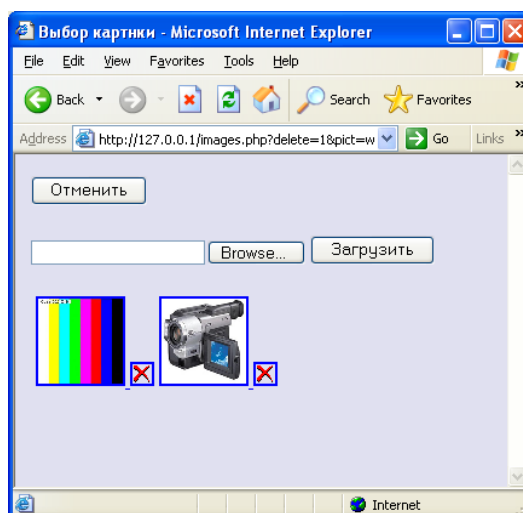 Выбор картнки - Microsoft Internet Explorer
File Edit View Favorites Tools Help
Back Search Favorites »
Address http://127.0.0.1/images.php?delete=1&pict=w Go Links »
Отменить
Browse... Загрузить
Internet